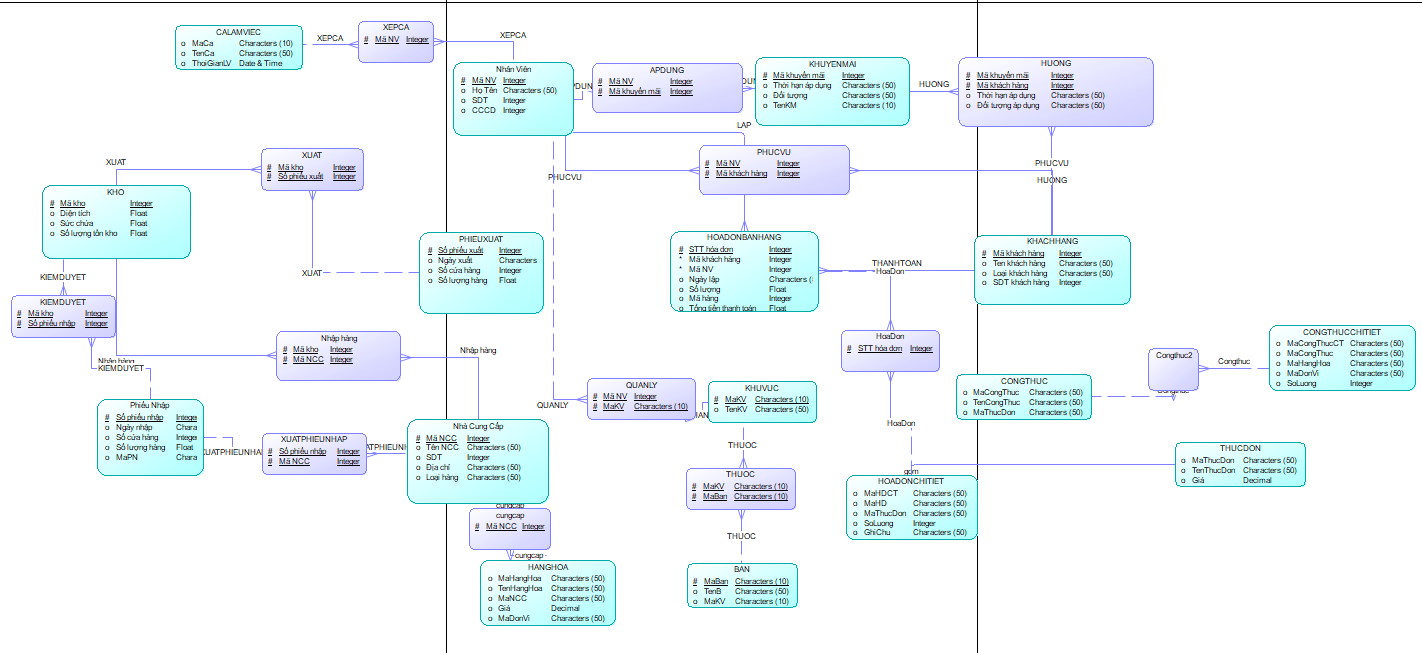 CALAMVIEC
o MaCa Characters (10)
o TenCa Characters (50)
o ThoiGianLV Date & Time
XEPCA
XEPCA
# Mã NV Integer
XEPCA
Nhân Viên
# Mã NV Integer
o Họ Tên Characters (50)
o SDT Integer
o CCCD Integer
APDUNG
# Mã NV Integer
# Mã khuyến mãi Integer
KHUYENMAI
# Mã khuyến mãi Integer
o Thời hạn áp dụng Characters (50)
o Đối tượng Characters (50)
o TenKM Characters (10)
HUONG
HUONG
# Mã khuyến mãi Integer
# Mã khách hàng Integer
o Thời hạn áp dụng Characters (50)
o Đối tượng áp dụng Characters (50)
LAP
PHUCVU
# Mã NV Integer
# Mã khách hàng Integer
PHUCVU
PHUCVU
HUONG
XUAT
XUAT
# Mã kho Integer
# Số phiếu xuất Integer
KHO
# Mã kho Integer
o Diện tích Float
o Sức chứa Float
o Số lượng tồn kho Float
XUAT
PHIEUXUAT
# Số phiếu xuất Integer
o Ngày xuất Characters
o Số cửa hàng Integer
o Số lượng hàng Float
HOADONBANHANG
# STT hóa đơn Integer
* Mã khách hàng Integer
* Mã NV Integer
o Ngày lập Characters (
o Số lượng Float
o Mã hàng Integer
o Tổng tiền thanh toán Float
THANHTOAN
HoaDon
KHACHHANG
# Mã khách hàng Integer
o Ten khách hàng Characters (50)
o Loại khách hàng Characters (50)
o SDT khách hàng Integer
KIEMDUYET
KIEMDUYET
# Mã kho Integer
# Số phiếu nhập Integer
Nhập hàng
KIEMDUYET
Nhập hàng
# Mã kho Integer
# Mã NCC Integer
Nhập hàng
HoaDon
# STT hóa đơn Integer
HoaDon
CONGTHUCCHITIET
o MaCongThucCT Characters (50)
o MaCongThuc Characters (50)
o MaHangHoa Characters (50)
o MaDonVi Characters (50)
o SoLuong Integer
Congthuc2
Congthuc
Congthuc
CONGTHUC
o MaCongThuc Characters (50)
o TenCongThuc Characters (50)
o MaThucDon Characters (50)
QUANLY
QUANLY
# Mã NV Integer
# MaKV Characters (10)
KHUVUC
# MaKV Characters (10)
o TenKV Characters (50)
Phiếu Nhập
# Số phiếu nhập Intege
o Ngày nhập Chara
o Số cửa hàng Intege
o Số lượng hàng Float
o MaPN Chara
UATPHIEUNHA
XUATPHIEUNHAP
# Số phiếu nhập Integer
# Mã NCC Integer
ATPHIEUNH
Nhà Cung Cấp
# Mã NCC Integer
o Tên NCC Characters (50)
o SDT Integer
o Địa chỉ Characters (50)
o Loại hàng Characters (50)
THUOC
THUOC
# MaKV Characters (10)
# MaBan Characters (10)
THUOC
BAN
# MaBan Characters (10)
o TenB Characters (50)
o MaKV Characters (10)
gom
HOADONCHITIET
o MaHDCT Characters (50)
o MaHD Characters (50)
o MaThucDon Characters (50)
o SoLuong Integer
o GhiChu Characters (50)
THUCDON
o MaThucDon Characters (50)
o TenThucDon Characters (50)
o Giá Decimal
cungcap
cungcap
# Mã NCC Integer
cungcap
HANGHOA
o MaHangHoa Characters (50)
o TenHangHoa Characters (50)
o MaNCC Characters (50)
o Giá Decimal
o MaDonVi Characters (50)